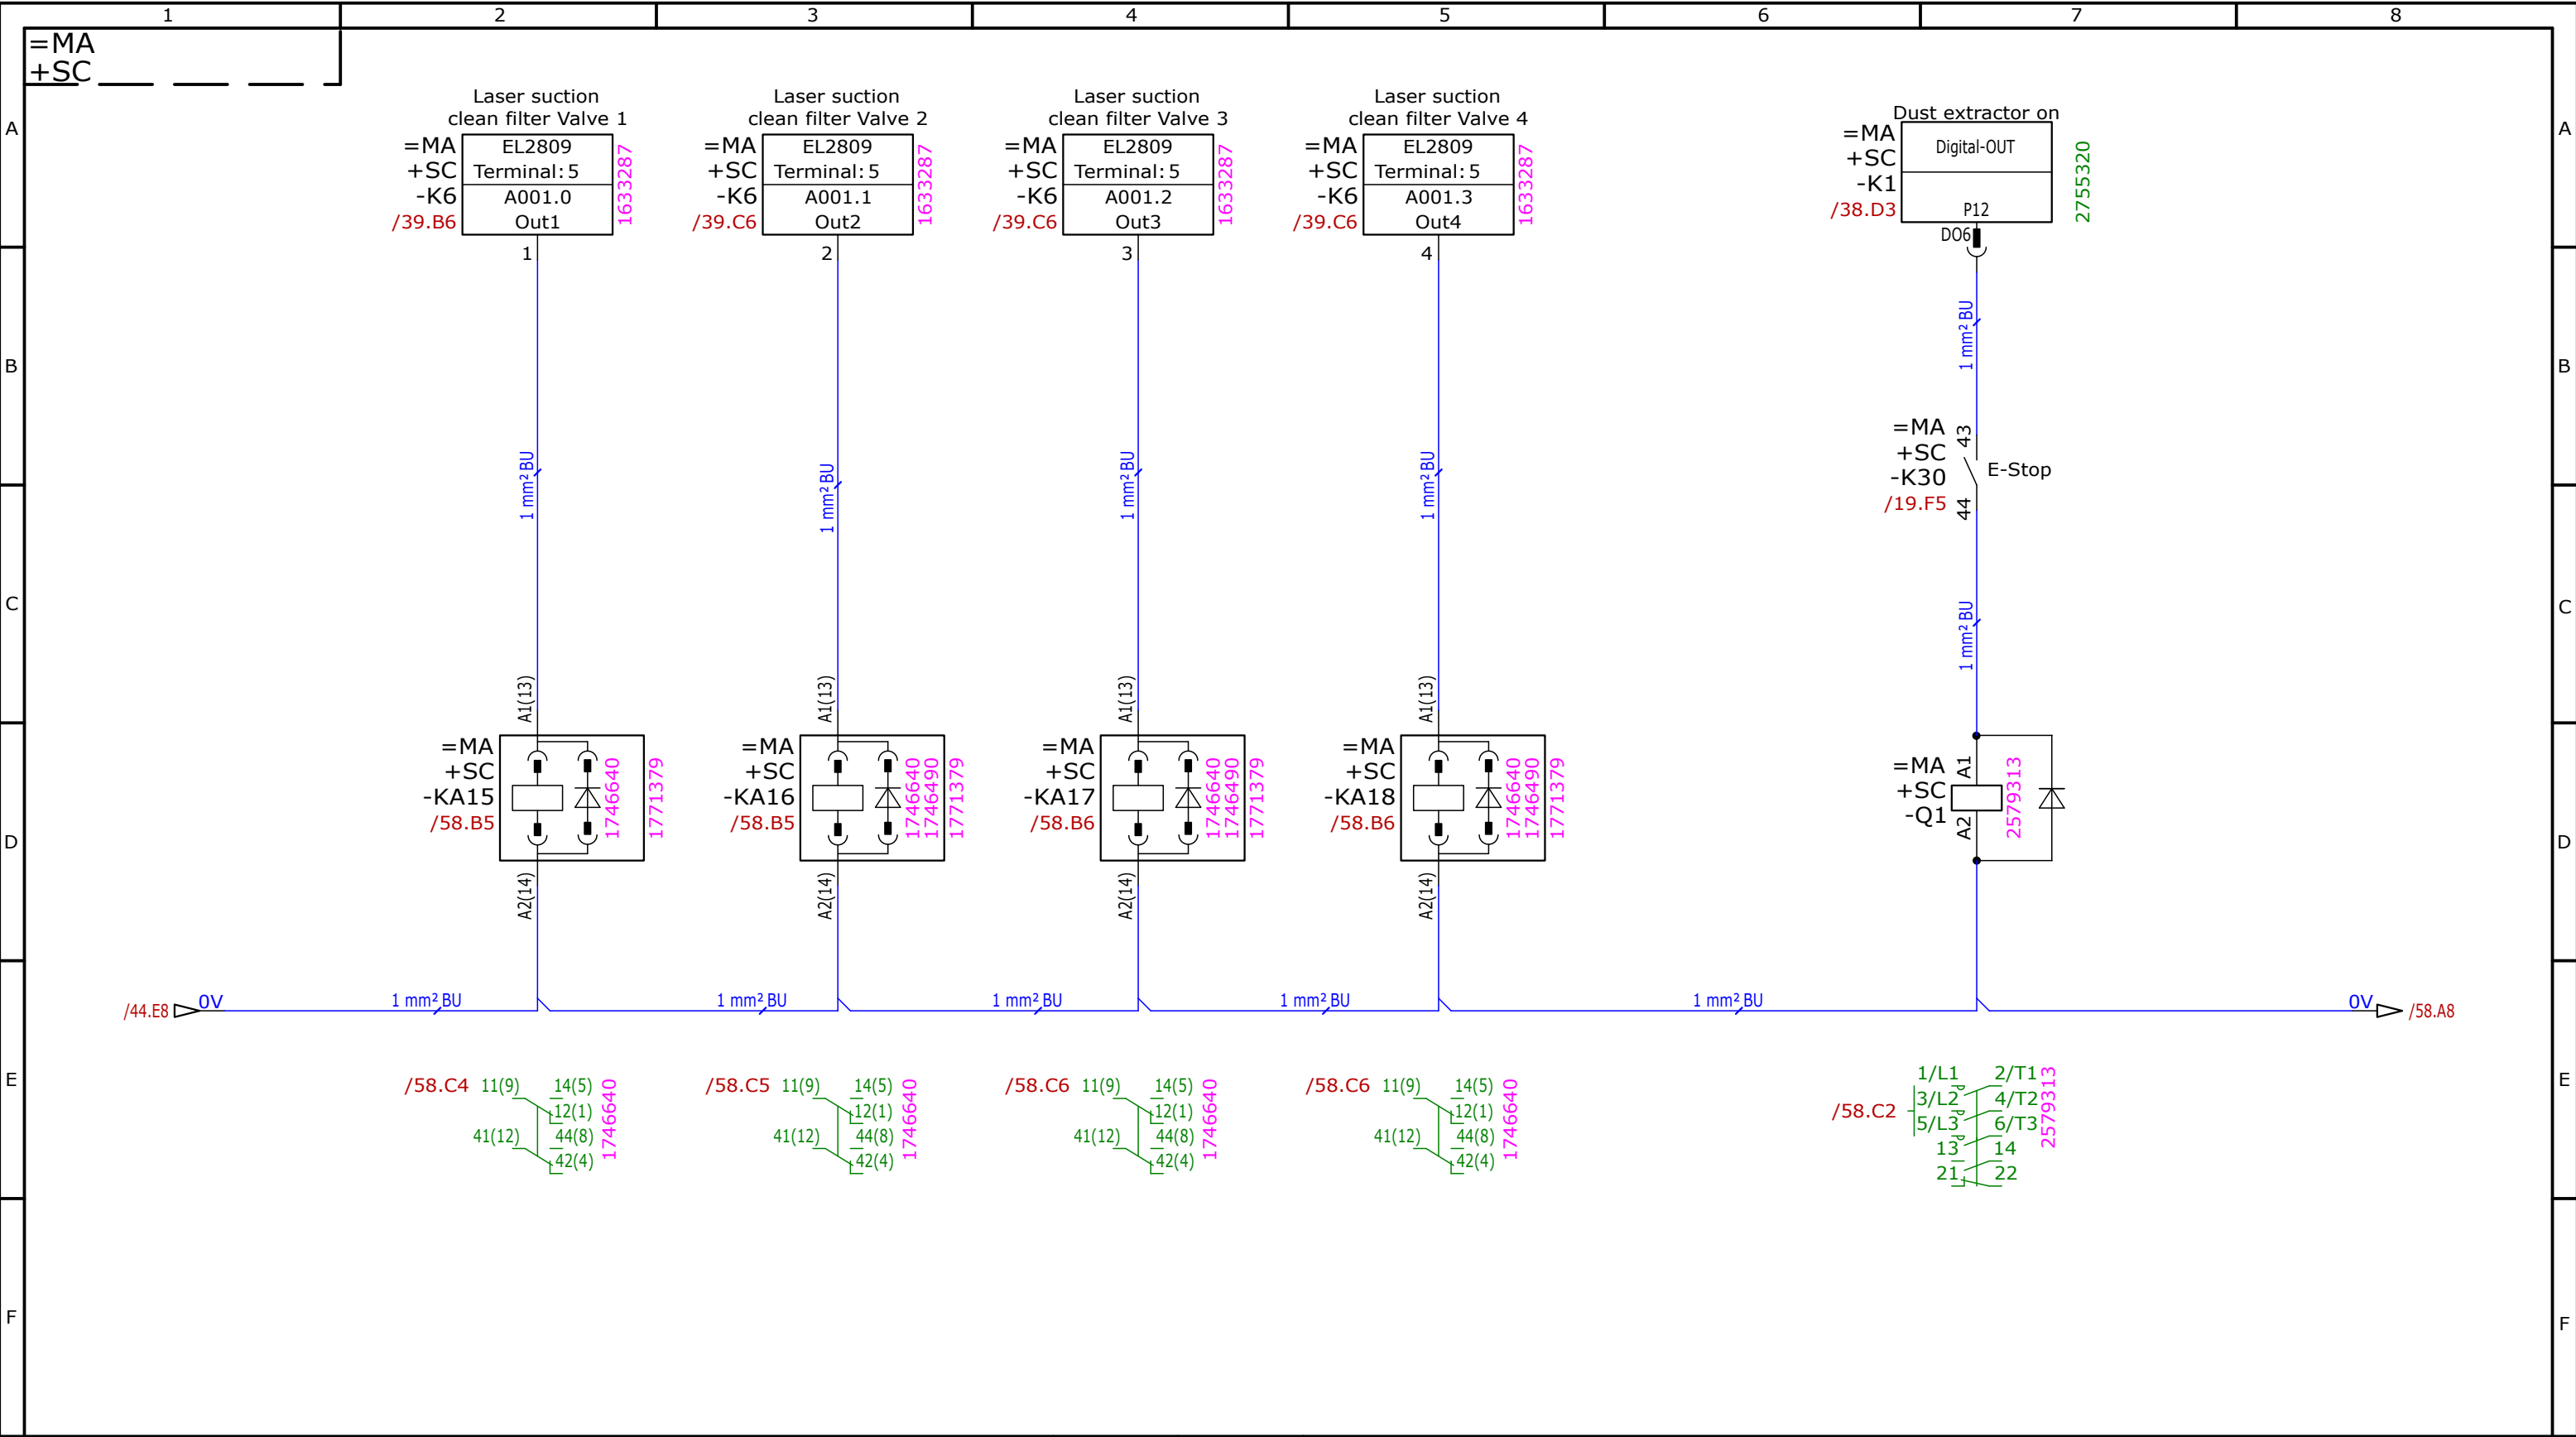 1 2 3 4 5 6 7 8
=MA
+SC
A A
B B
C C
D D
E E
F F
Laser suction
clean filter Valve 1
=MA
+SC
-K6
/39.B6
EL2809
Terminal: 5
A001.0
Out1
1633287
1
1 mm² BU
A1(13)
=MA
+SC
-KA15
/58.B5
1746640
1771379
A2(14)
Laser suction
clean filter Valve 2
=MA
+SC
-K6
/39.C6
EL2809
Terminal: 5
A001.1
Out2
1633287
2
1 mm² BU
A1(13)
=MA
+SC
-KA16
/58.B5
1746640
1746490
1771379
A2(14)
Laser suction
clean filter Valve 3
=MA
+SC
-K6
/39.C6
EL2809
Terminal: 5
A001.2
Out3
1633287
3
1 mm² BU
A1(13)
=MA
+SC
-KA17
/58.B6
1746640
1746490
1771379
A2(14)
Laser suction
clean filter Valve 4
=MA
+SC
-K6
/39.C6
EL2809
Terminal: 5
A001.3
Out4
1633287
4
1 mm² BU
A1(13)
=MA
+SC
-KA18
/58.B6
1746640
1746490
1771379
A2(14)
Dust extractor on
=MA
+SC
-K1
/38.D3
Digital-OUT
P12
2755320
DO6
1 mm² BU
=MA
+SC
-K30
/19.F5
43
44
E-Stop
1 mm² BU
=MA
+SC
-Q1
A1
A2
2579313
/44.E8 0V 1 mm² BU 1 mm² BU 1 mm² BU 1 mm² BU 1 mm² BU 0V /58.A8
/58.C4 11(9) 14(5)
12(1)
41(12) 44(8)
42(4)
1746640
/58.C5 11(9) 14(5)
12(1)
41(12) 44(8)
42(4)
1746640
/58.C6 11(9) 14(5)
12(1)
41(12) 44(8)
42(4)
1746640
/58.C6 11(9) 14(5)
12(1)
41(12) 44(8)
42(4)
1746640
/58.C2
1/L1 2/T1
3/L2 4/T2
5/L3 6/T3
13 14
21 22
2579313